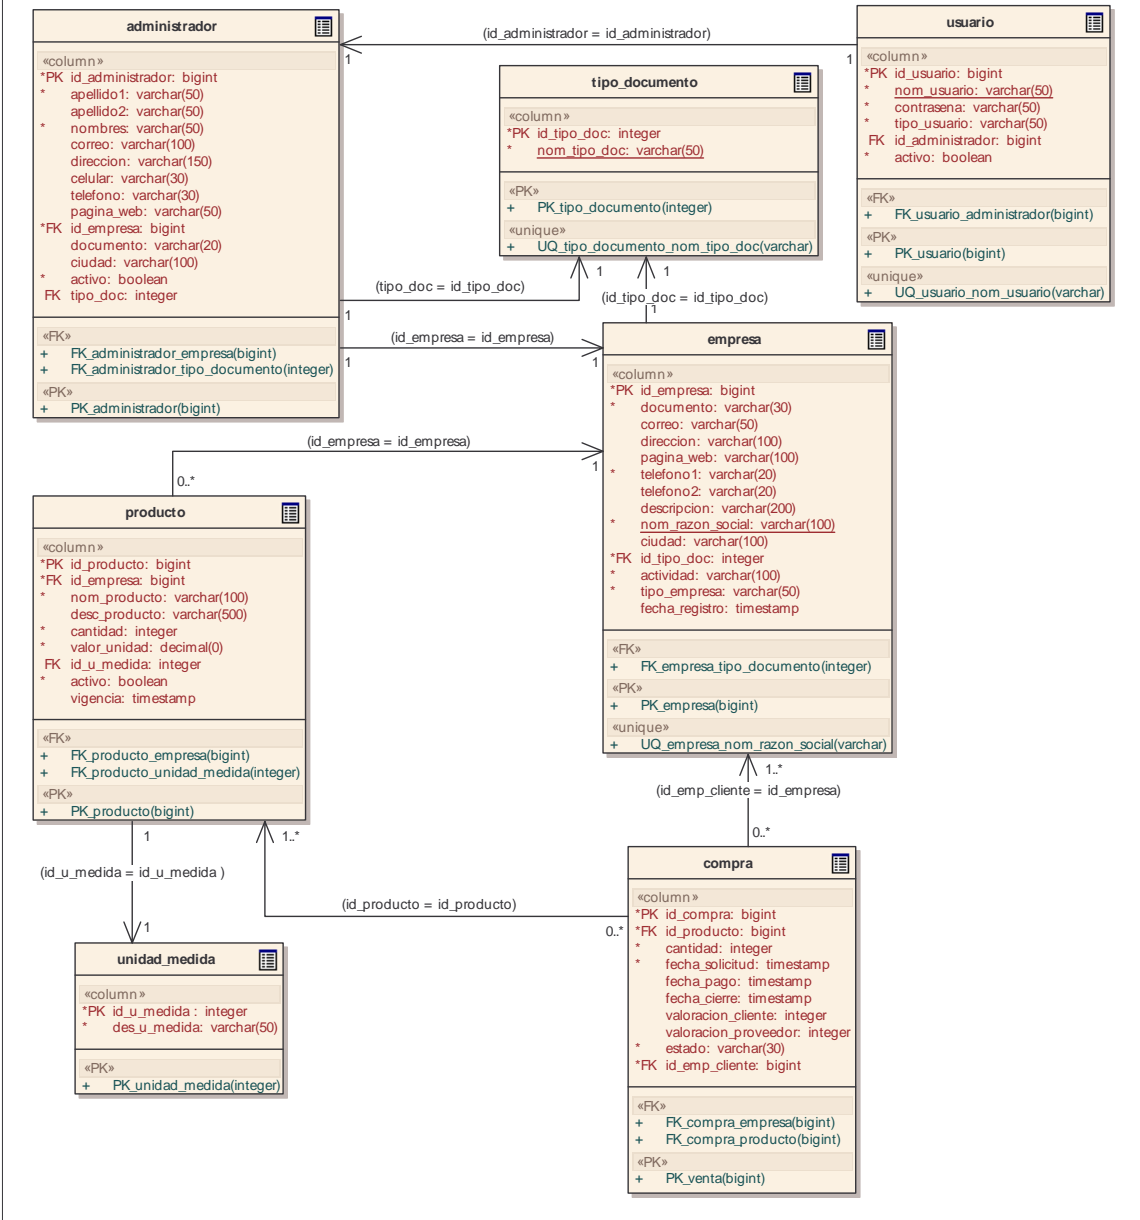 administrador
«column»
*PK id_administrador: bigint
* apellido1: varchar(50)
apellido2: varchar(50)
* nombres: varchar(50)
correo: varchar(100)
direccion: varchar(150)
celular: varchar(30)
telefono: varchar(30)
pagina_web: varchar(50)
*FK id_empresa: bigint
documento: varchar(20)
ciudad: varchar(100)
* activo: boolean
FK tipo_doc: integer
«FK»
+ FK_administrador_empresa(bigint)
+ FK_administrador_tipo_documento(integer)
«PK»
+ PK_administrador(bigint)
(id_administrador = id_administrador)
1
1
tipo_documento
«column»
*PK id_tipo_doc: integer
* nom_tipo_doc: varchar(50)
«PK»
+ PK_tipo_documento(integer)
«unique»
+ UQ_tipo_documento_nom_tipo_doc(varchar)
usuario
«column»
*PK id_usuario: bigint
* nom_usuario: varchar(50)
* contrasena: varchar(50)
* tipo_usuario: varchar(50)
FK id_administrador: bigint
* activo: boolean
«FK»
+ FK_usuario_administrador(bigint)
«PK»
+ PK_usuario(bigint)
«unique»
+ UQ_usuario_nom_usuario(varchar)
(tipo_doc = id_tipo_doc)
1
1
(id_tipo_doc = id_tipo_doc)
1
1
(id_empresa = id_empresa)
1
1
empresa
«column»
*PK id_empresa: bigint
* documento: varchar(30)
correo: varchar(50)
direccion: varchar(100)
pagina_web: varchar(100)
* telefono1: varchar(20)
telefono2: varchar(20)
descripcion: varchar(200)
* nom_razon_social: varchar(100)
ciudad: varchar(100)
*FK id_tipo_doc: integer
* actividad: varchar(100)
* tipo_empresa: varchar(50)
fecha_registro: timestamp
«FK»
+ FK_empresa_tipo_documento(integer)
«PK»
+ PK_empresa(bigint)
«unique»
+ UQ_empresa_nom_razon_social(varchar)
(id_empresa = id_empresa)
0..*
1
producto
«column»
*PK id_producto: bigint
*FK id_empresa: bigint
* nom_producto: varchar(100)
desc_producto: varchar(500)
* cantidad: integer
* valor_unidad: decimal(0)
FK id_u_medida: integer
* activo: boolean
vigencia: timestamp
«FK»
+ FK_producto_empresa(bigint)
+ FK_producto_unidad_medida(integer)
«PK»
+ PK_producto(bigint)
1
(id_u_medida = id_u_medida )
1
1..*
(id_producto = id_producto)
0..*
1..*
(id_emp_cliente = id_empresa)
0..*
unidad_medida
«column»
*PK id_u_medida : integer
* des_u_medida: varchar(50)
«PK»
+ PK_unidad_medida(integer)
compra
«column»
*PK id_compra: bigint
*FK id_producto: bigint
* cantidad: integer
* fecha_solicitud: timestamp
fecha_pago: timestamp
fecha_cierre: timestamp
valoracion_cliente: integer
valoracion_proveedor: integer
* estado: varchar(30)
*FK id_emp_cliente: bigint
«FK»
+ FK_compra_empresa(bigint)
+ FK_compra_producto(bigint)
«PK»
+ PK_venta(bigint)